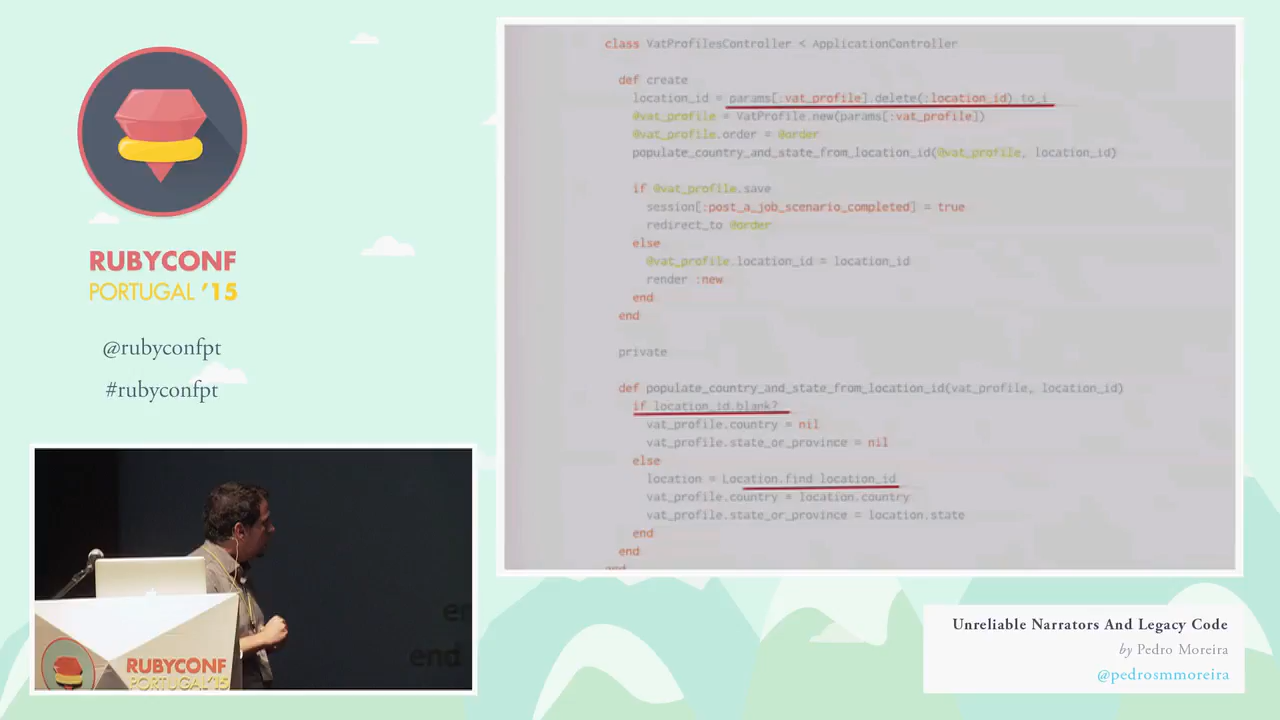 RUBYCONF
PORTUGAL '15
@rubyconfpt
#rubyconfpt
class VatProfilesController < ApplicationController
def create
location_id = params[:vat_profile].delete(:location_id).to_i
@vat_profile = VatProfile.new(params[:vat_profile])
@vat_profile.order = @order
populate_country_and_state_from_location_id(@vat_profile, location_id)
if @vat_profile.save
session[:post_a_job_scenario_completed] = true
redirect_to @order
else
@vat_profile.location_id = location_id
render :new
end
end
private
def populate_country_and_state_from_location_id(vat_profile, location_id)
if location_id.blank?
vat_profile.country = nil
vat_profile.state_or_province = nil
else
location = Location.find location_id
vat_profile.country = location.country
vat_profile.state_or_province = location.state
end
end
end
RUBYCONF
PORTUGAL'15
en
end
Unreliable Narrators And Legacy Code
by Pedro Moreira
@pedrosmmoreira